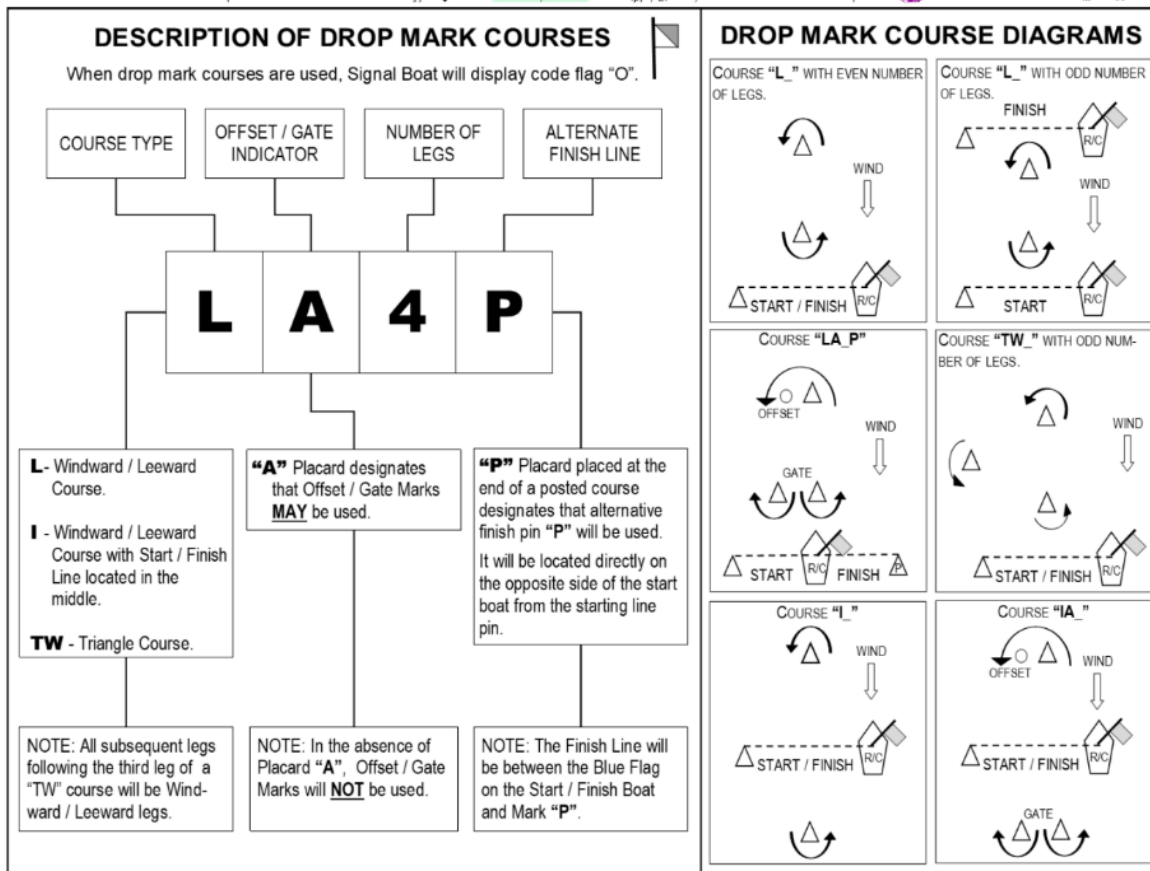 DESCRIPTION OF DROP MARK COURSES
When drop mark courses are used, Signal Boat will display code flag “O”.
COURSE TYPE
OFFSET / GATE
INDICATOR
NUMBER OF
LEGS
ALTERNATE
FINISH LINE
L
A
4
P
L- Windward / Leeward
Course.
I - Windward / Leeward
Course with Start / Finish
Line located in the
middle.
TW - Triangle Course.
“A” Placard designates
that Offset / Gate Marks
MAY be used.
“P” Placard placed at the
end of a posted course
designates that alternative
finish pin “P” will be used.
It will be located directly on
the opposite side of the start
boat from the starting line
pin.
NOTE: All subsequent legs
following the third leg of a
“TW” course will be Wind-
ward / Leeward legs.
NOTE: In the absence of
Placard “A”, Offset / Gate
Marks will NOT be used.
NOTE: The Finish Line will
be between the Blue Flag
on the Start / Finish Boat
and Mark “P”.
DROP MARK COURSE DIAGRAMS
COURSE “L_” WITH EVEN NUMBER
OF LEGS.
WIND
R/C
START / FINISH
COURSE “L_” WITH ODD NUMBER
OF LEGS.
FINISH
R/C
WIND
R/C
START
COURSE “LA_P”
OFFSET
WIND
GATE
START
R/C
FINISH
P
COURSE “TW_” WITH ODD NUM-
BER OF LEGS.
WIND
R/C
START / FINISH
COURSE “I_”
WIND
START / FINISH
R/C
COURSE “IA_”
OFFSET
WIND
START / FINISH
R/C
GATE